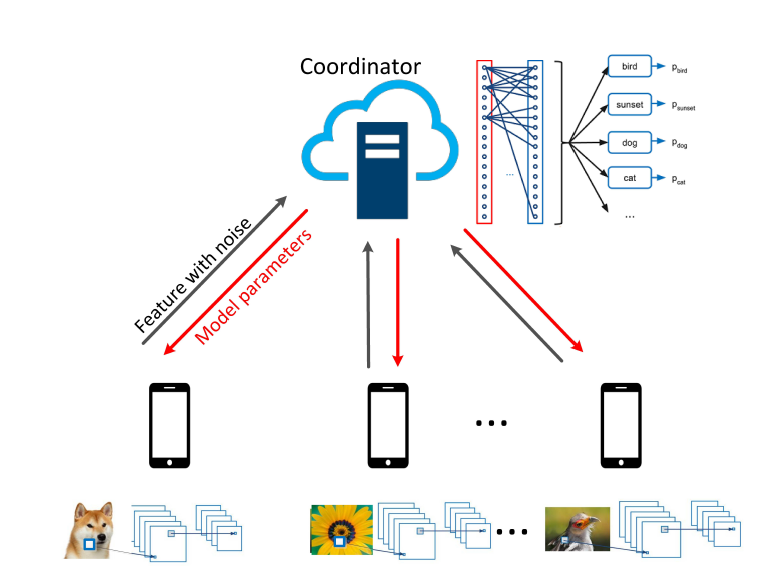 Coordinator
bird
p_bird
sunset
p_sunset
dog
p_dog
cat
p_cat
...
...
Feature with noise
Model parameters
...
...